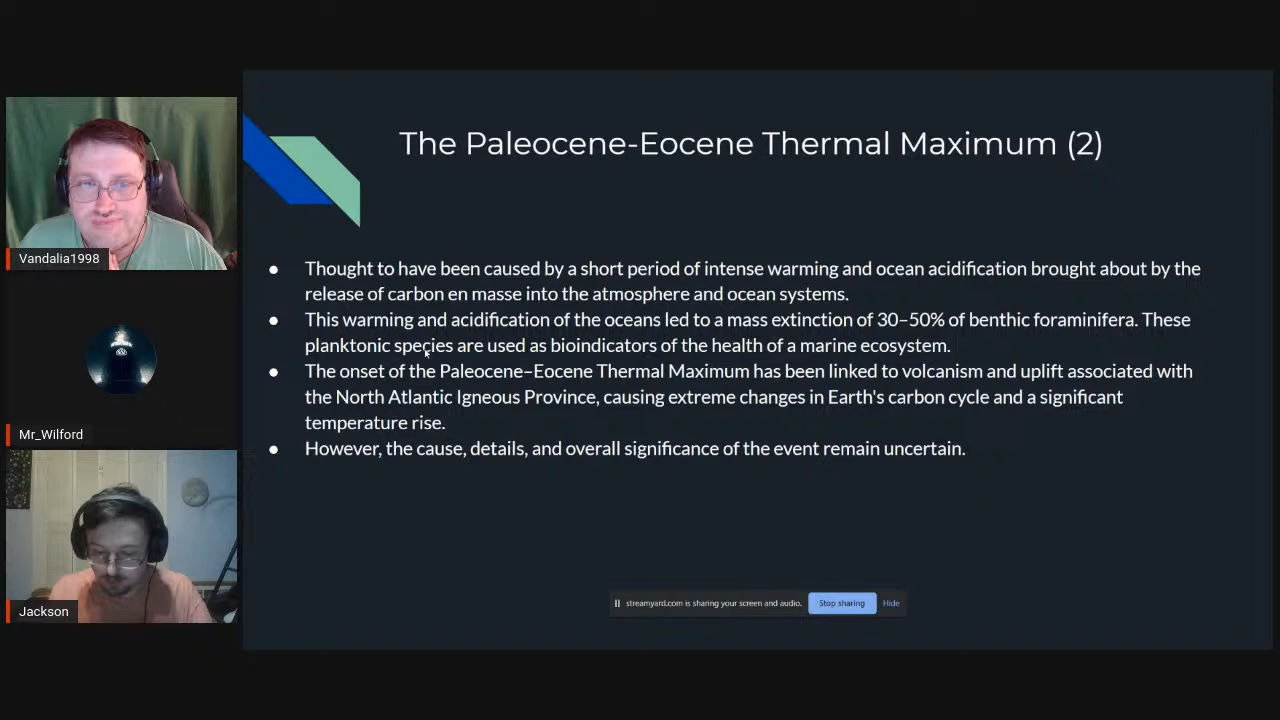 The Paleocene-Eocene Thermal Maximum (2)
● Thought to have been caused by a short period of intense warming and ocean acidification brought about by the
release of carbon en masse into the atmosphere and ocean systems.
● This warming and acidification of the oceans led to a mass extinction of 30–50% of benthic foraminifera. These
planktonic species are used as bioindicators of the health of a marine ecosystem.
● The onset of the Paleocene–Eocene Thermal Maximum has been linked to volcanism and uplift associated with
the North Atlantic Igneous Province, causing extreme changes in Earth's carbon cycle and a significant
temperature rise.
● However, the cause, details, and overall significance of the event remain uncertain.
Vandalia1998
Mr_Wilford
Jackson
streamyard.com is sharing your screen and audio. Stop sharing Hide